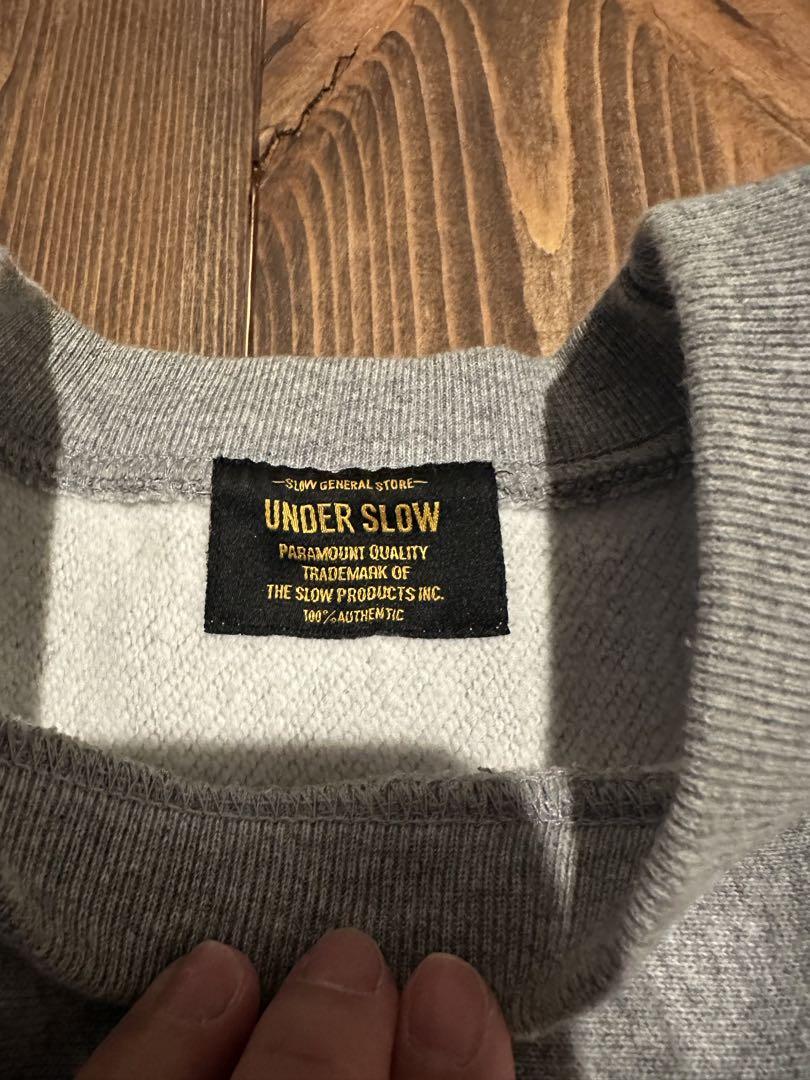 —SLOW GENERAL STORE—
UNDER SLOW
PARAMOUNT QUALITY
TRADEMARK OF
THE SLOW PRODUCTS INC.
100% AUTHENTIC